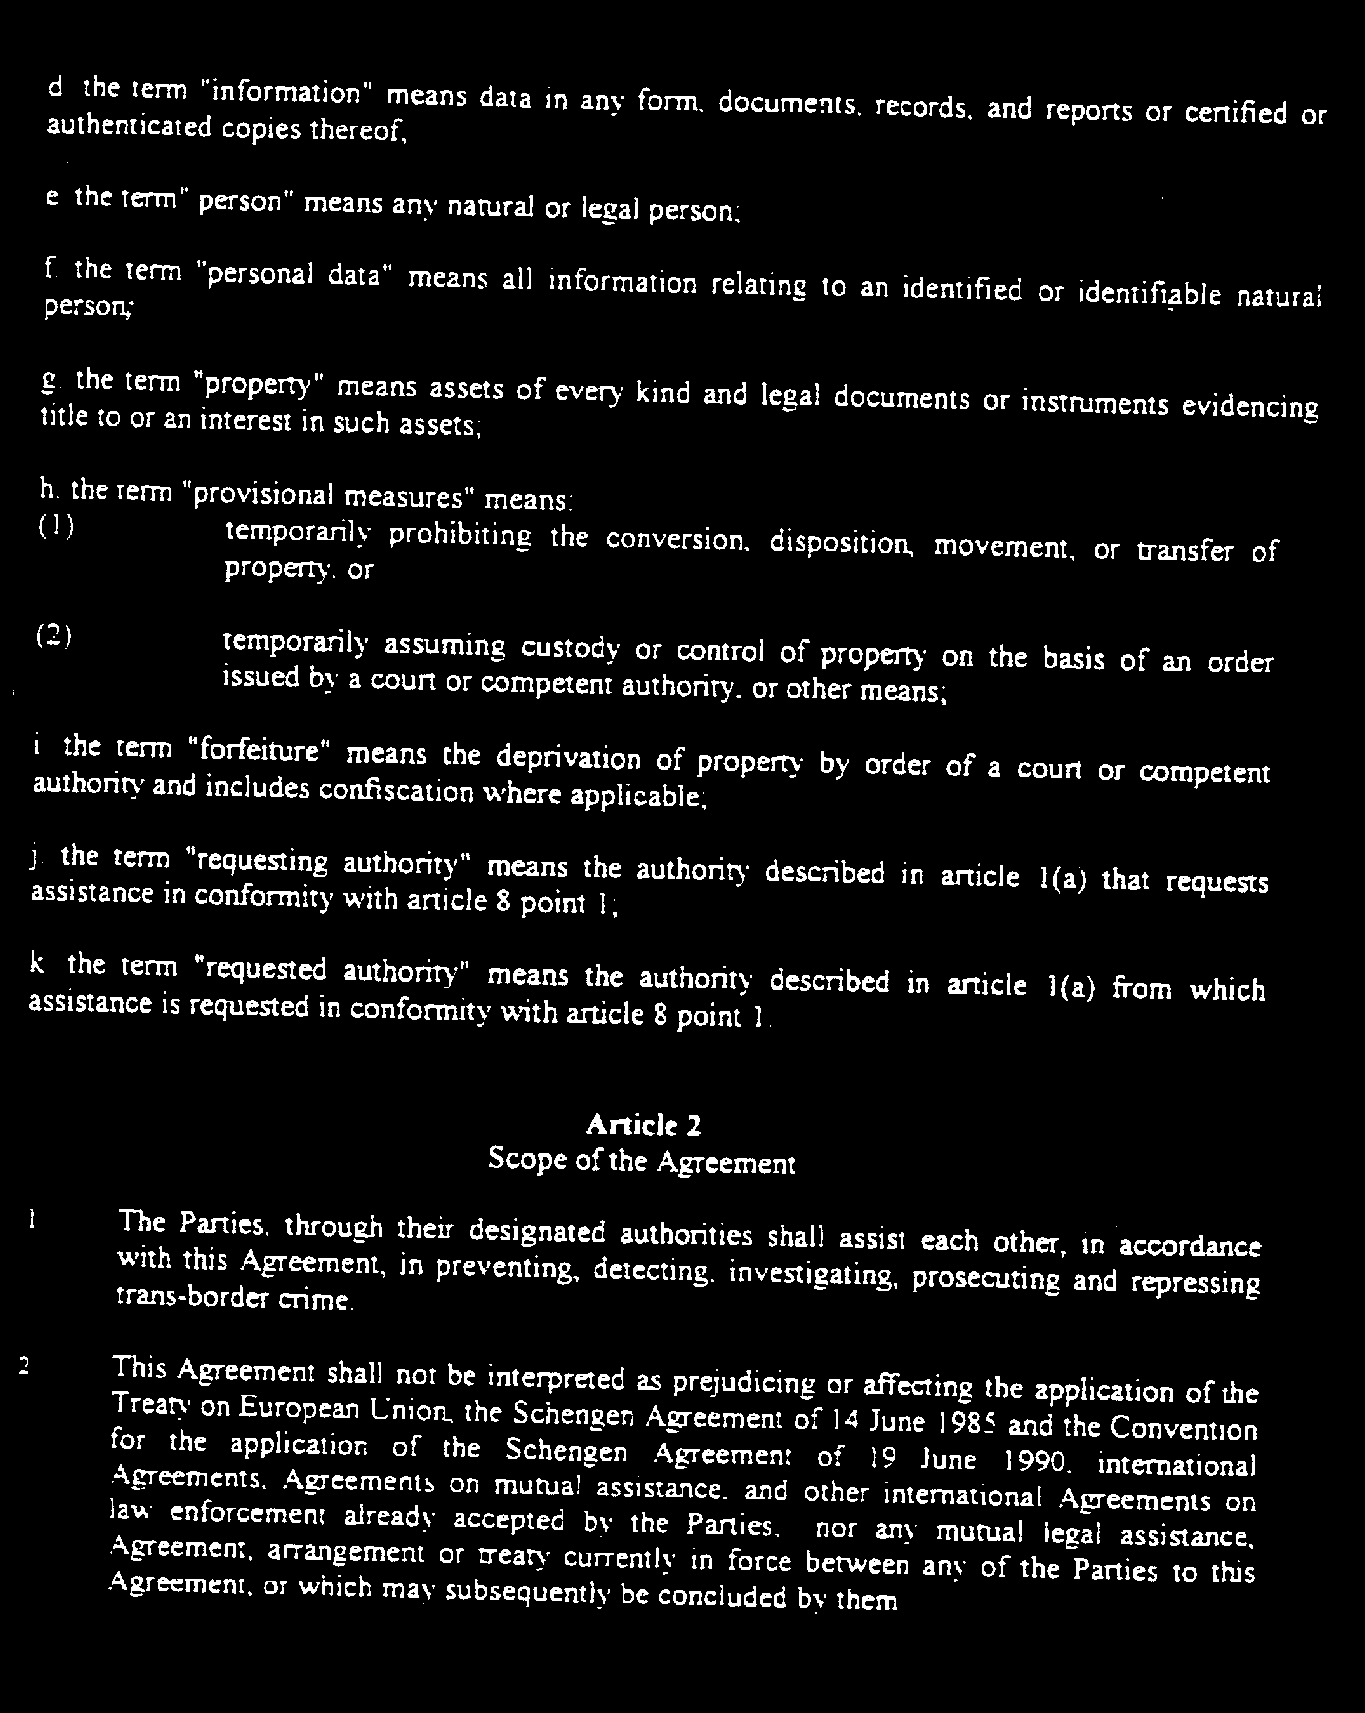 d the term "information" means data in any form, documents, records, and reports or certified or
authenticated copies thereof;
e the term" person" means any natural or legal person;
f. the term "personal data" means all information relating to an identified or identifiable natural
person;
g. the term "property" means assets of every kind and legal documents or instruments evidencing
title to or an interest in such assets;
h. the term "provisional measures" means:
(1) temporarily prohibiting the conversion, disposition, movement, or transfer of
property, or
(2) temporarily assuming custody or control of property on the basis of an order
issued by a court or competent authority, or other means;
i the term "forfeiture" means the deprivation of property by order of a court or competent
authority and includes confiscation where applicable;
j. the term "requesting authority" means the authority described in article 1(a) that requests
assistance in conformity with article 8 point 1;
k the term "requested authority" means the authority described in article 1(a) from which
assistance is requested in conformity with article 8 point 1.
Article 2
Scope of the Agreement
1 The Parties, through their designated authorities shall assist each other, in accordance
with this Agreement, in preventing, detecting, investigating, prosecuting and repressing
trans-border crime.
2 This Agreement shall not be interpreted as prejudicing or affecting the application of the
Treaty on European Union, the Schengen Agreement of 14 June 1985 and the Convention
for the application of the Schengen Agreement of 19 June 1990, international
Agreements, Agreements on mutual assistance, and other international Agreements on
law enforcement already accepted by the Parties, nor any mutual legal assistance,
Agreement, arrangement or treaty currently in force between any of the Parties to this
Agreement, or which may subsequently be concluded by them